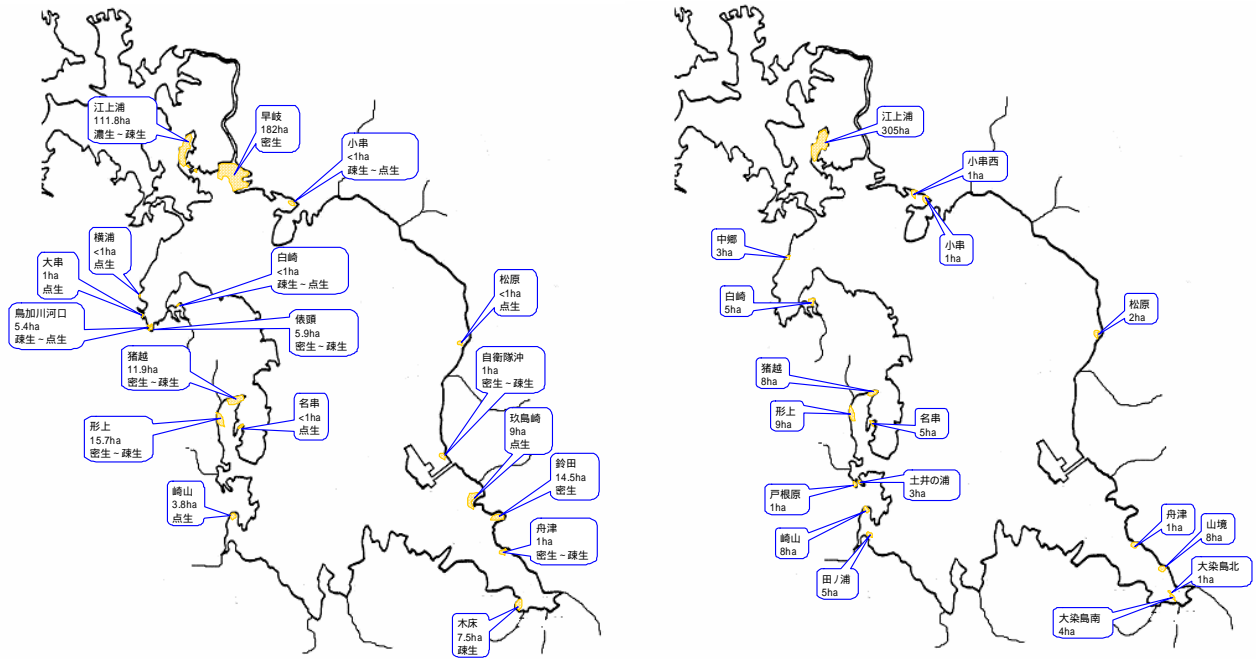 江上浦
111.8ha
濃生～疎生
早岐
182ha
密生
小串
<1ha
疎生～点生
横浦
<1ha
点生
大串
1ha
点生
白崎
<1ha
疎生～点生
鳥加川河口
5.4ha
疎生～点生
俵頭
5.9ha
密生～疎生
松原
<1ha
点生
猪越
11.9ha
密生～疎生
自衛隊沖
1ha
密生～疎生
名串
<1ha
点生
形上
15.7ha
密生～疎生
玖島崎
9ha
点生
鈴田
14.5ha
密生
崎山
3.8ha
点生
舟津
1ha
密生～疎生
木床
7.5ha
疎生
江上浦
305ha
小串西
1ha
小串
1ha
中郷
3ha
白崎
5ha
松原
2ha
猪越
8ha
形上
9ha
名串
5ha
土井の浦
3ha
戸根原
1ha
崎山
8ha
田ノ浦
5ha
舟津
1ha
山境
8ha
大染島北
1ha
大染島南
4ha